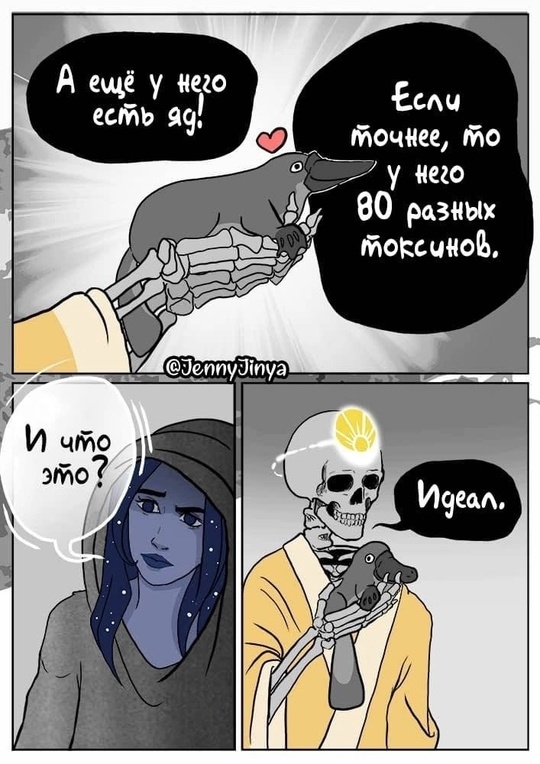 А ещё у него
есть яд!
Если
точнее, то
у него
80 разных
токсинов.
@JennyJinya
И что
это?
Идеал.